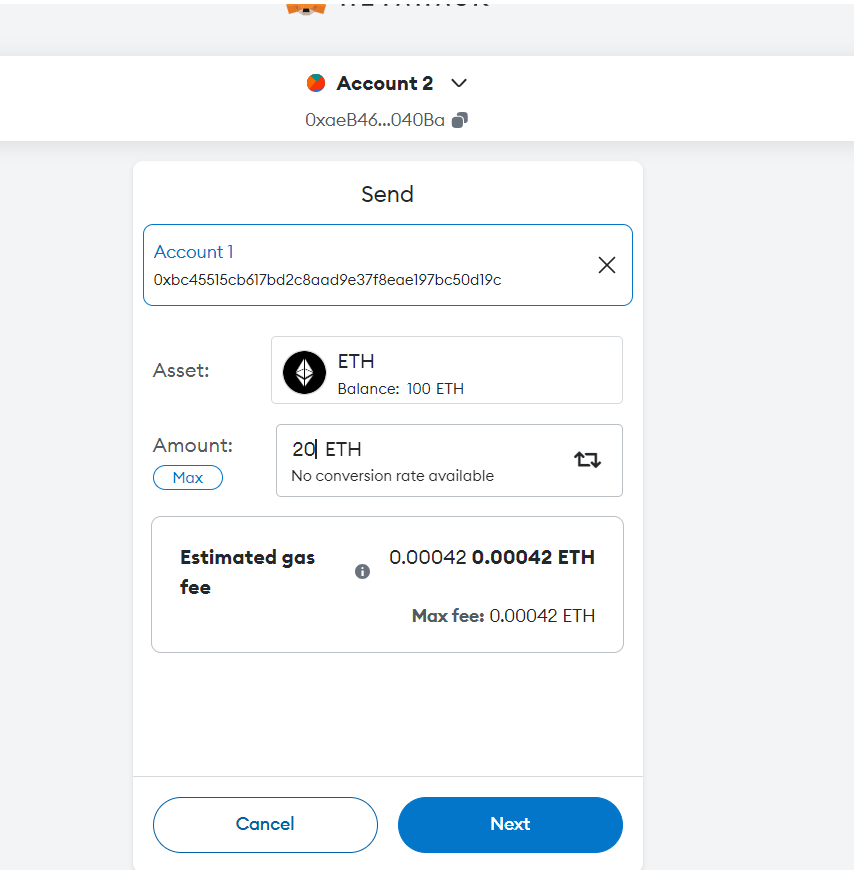 Account 2
0xaeB46...040Ba
Send
Account 1
0xbc45515cb617bd2c8aad9e37f8eae197bc50d19c
Asset:
ETH
Balance: 100 ETH
Amount:
20 ETH
Max
No conversion rate available
Estimated gas fee
0.00042 0.00042 ETH
Max fee: 0.00042 ETH
Cancel
Next